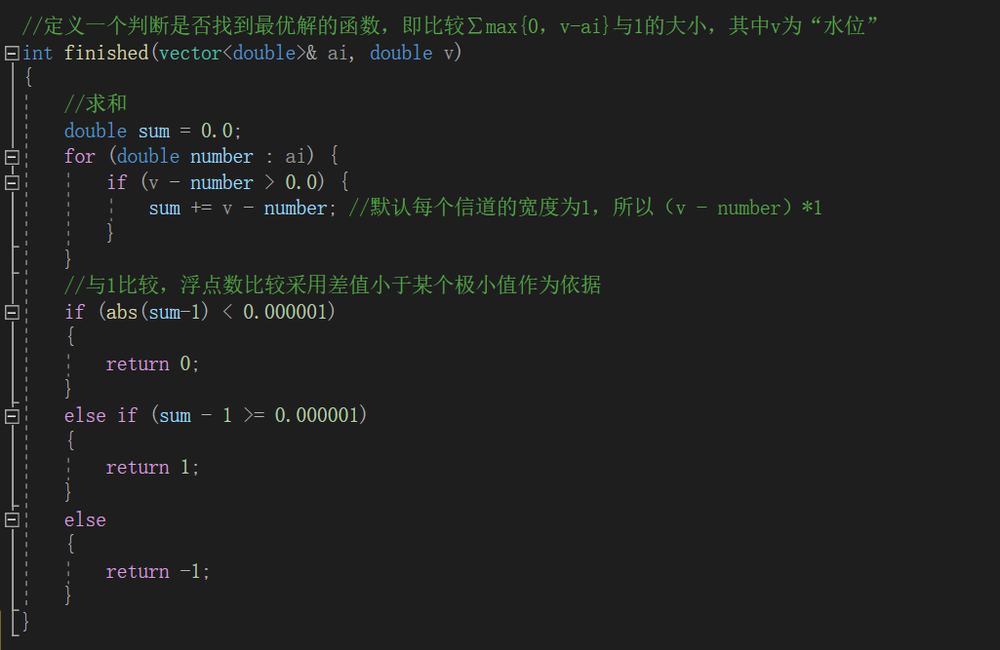 //定义一个判断是否找到最优解的函数，即比较∑max{0，v-ai}与1的大小，其中v为“水位”
int finished(vector<double>& ai, double v)
{
    //求和
    double sum = 0.0;
    for (double number : ai) {
        if (v - number > 0.0) {
            sum += v - number; //默认每个信道的宽度为1，所以（v - number）*1
        }
    }
    //与1比较，浮点数比较采用差值小于某个极小值作为依据
    if (abs(sum-1) < 0.000001)
    {
        return 0;
    }
    else if (sum - 1 >= 0.000001)
    {
        return 1;
    }
    else
    {
        return -1;
    }
}